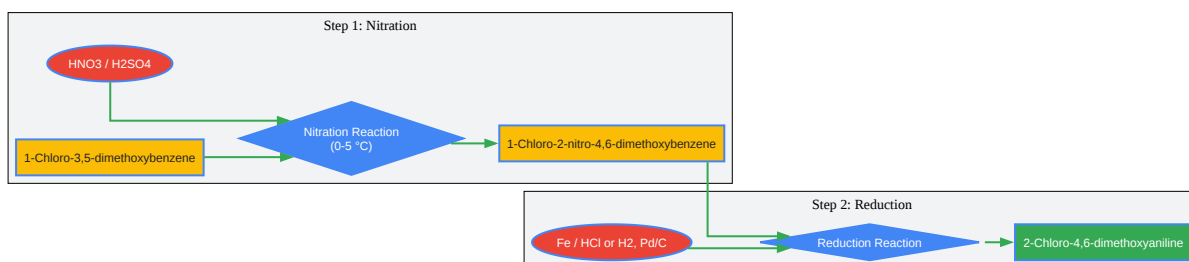 Step 1: Nitration
HNO3 / H2SO4
Nitration Reaction
(0-5 °C)
1-Chloro-3,5-dimethoxybenzene
1-Chloro-2-nitro-4,6-dimethoxybenzene
Step 2: Reduction
Fe / HCl or H2, Pd/C
Reduction Reaction
2-Chloro-4,6-dimethoxyaniline